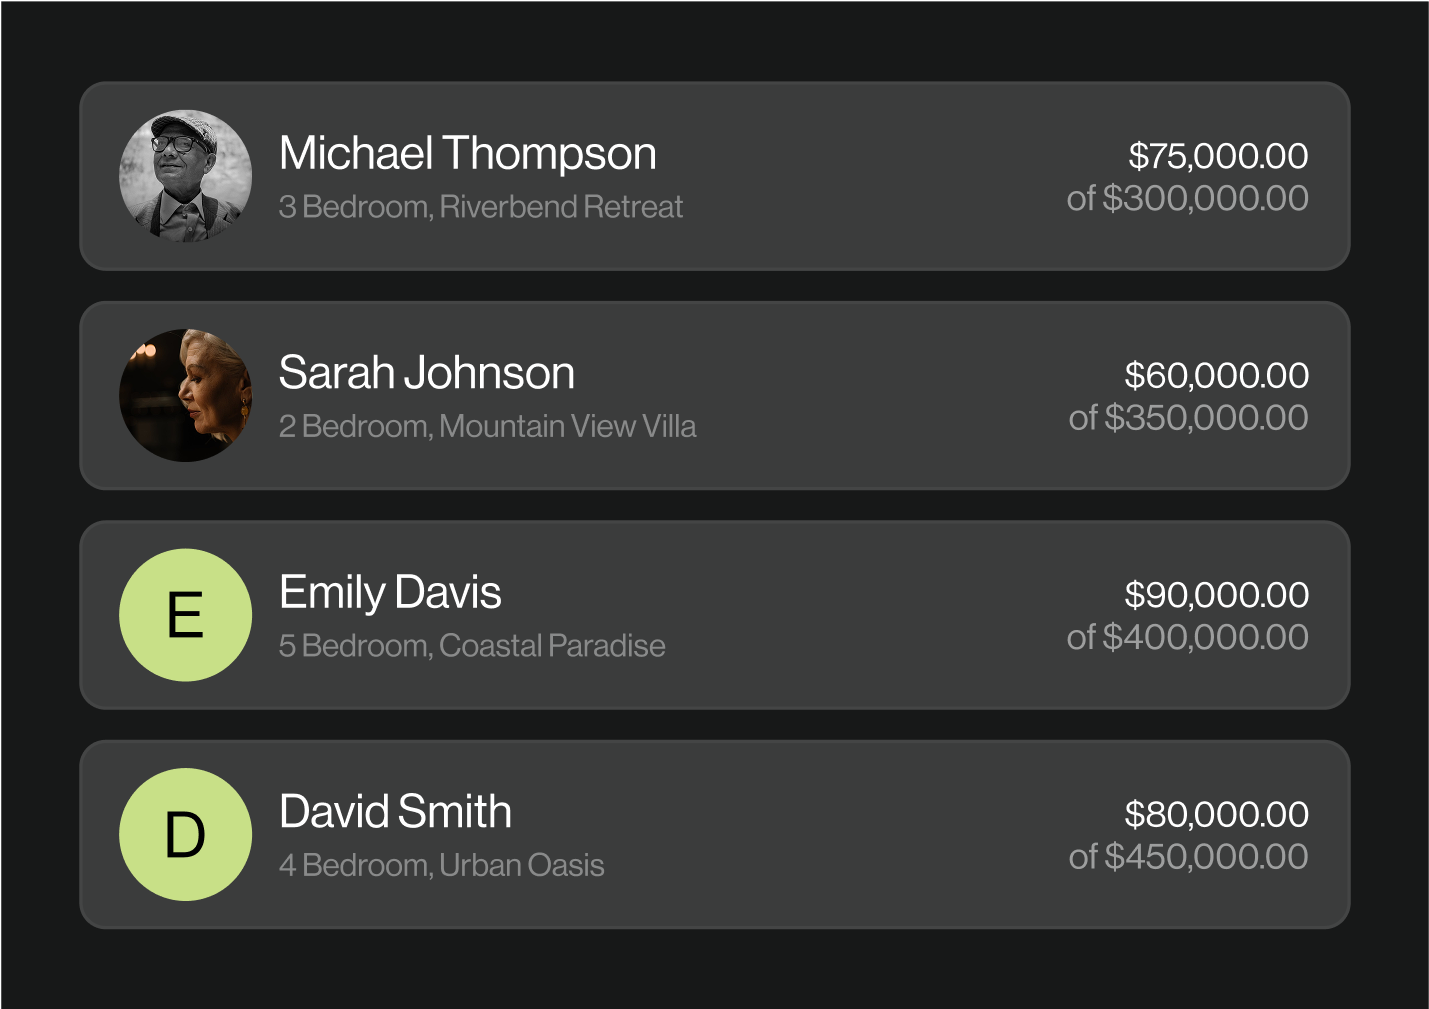 Michael Thompson
3 Bedroom, Riverbend Retreat
$75,000.00
of $300,000.00
Sarah Johnson
2 Bedroom, Mountain View Villa
$60,000.00
of $350,000.00
E
Emily Davis
5 Bedroom, Coastal Paradise
$90,000.00
of $400,000.00
D
David Smith
4 Bedroom, Urban Oasis
$80,000.00
of $450,000.00